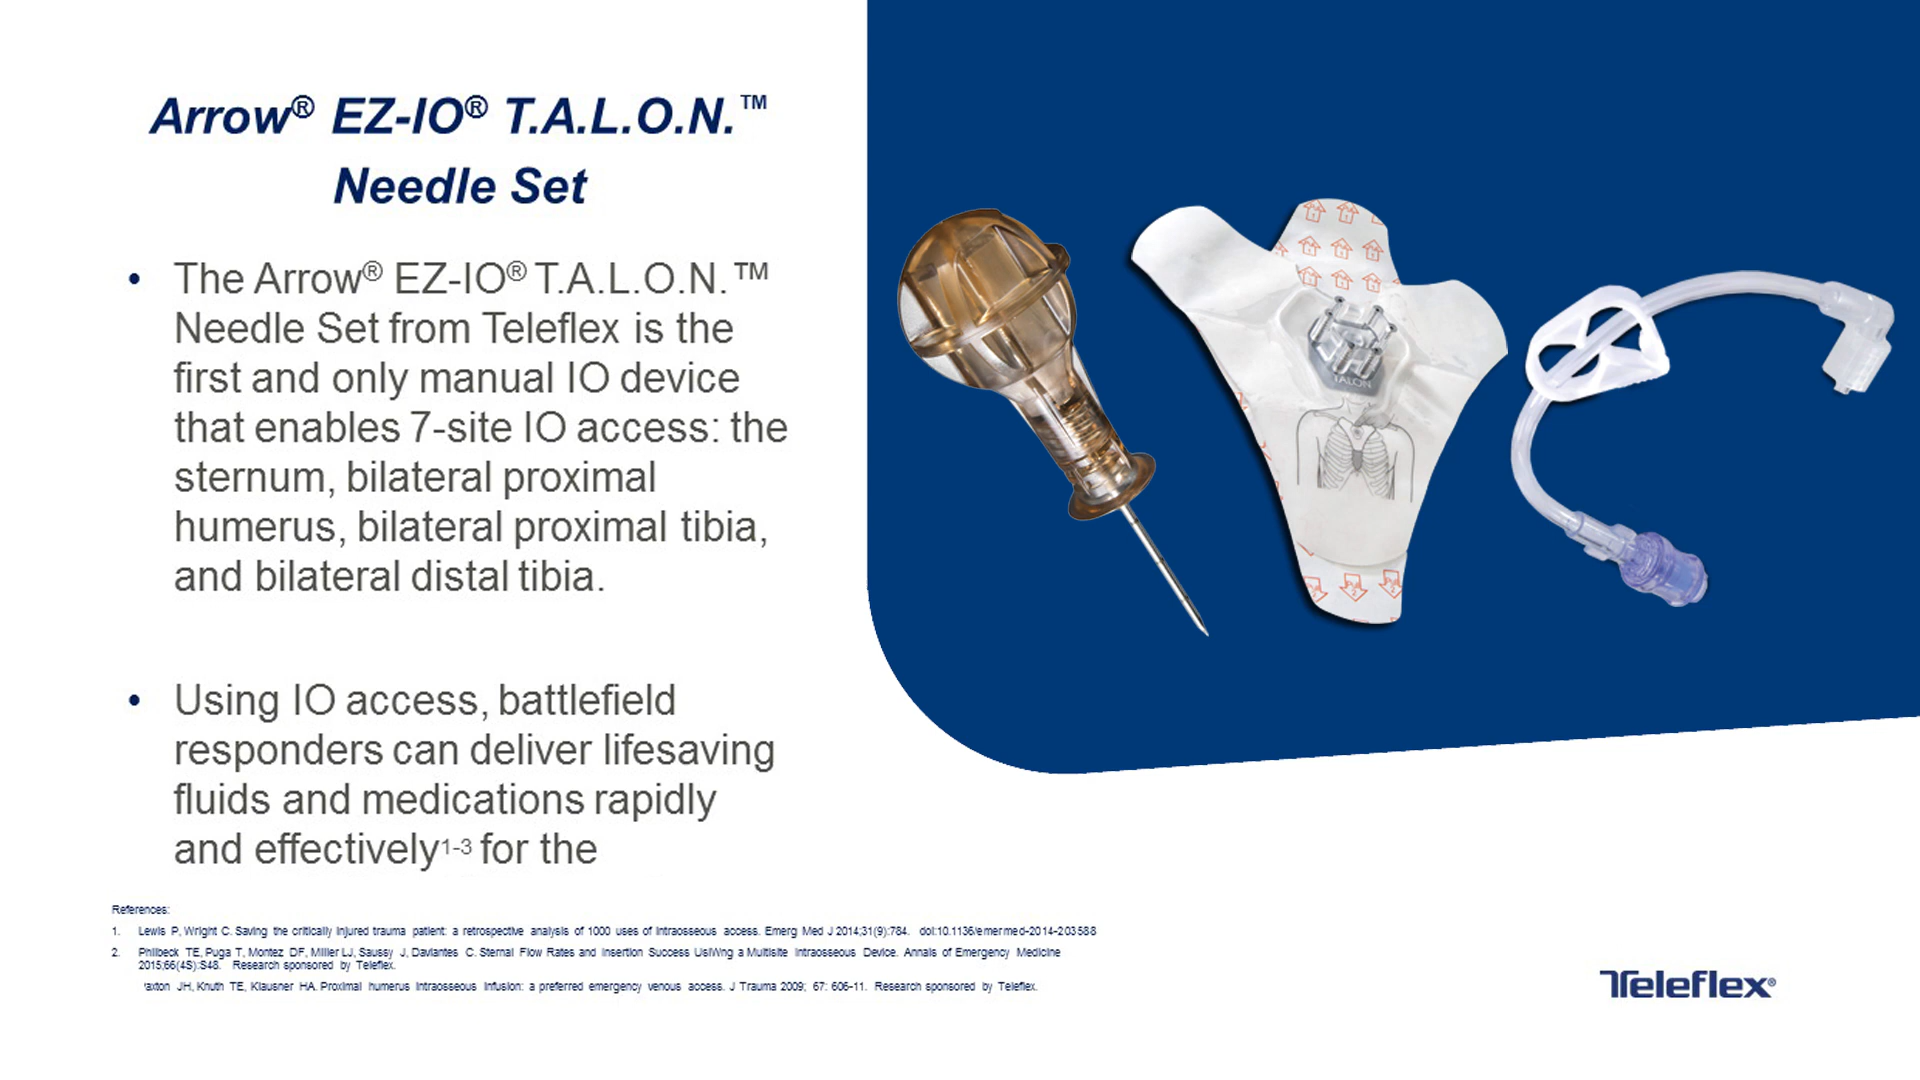 Arrow® EZ-IO® T.A.L.O.N.™
Needle Set
• The Arrow® EZ-IO® T.A.L.O.N.™
Needle Set from Teleflex is the
first and only manual IO device
that enables 7-site IO access: the
sternum, bilateral proximal
humerus, bilateral proximal tibia,
and bilateral distal tibia.
• Using IO access, battlefield
responders can deliver lifesaving
fluids and medications rapidly
and effectively1-3 for the
TALON
References:
1. Lewis P, Wright C. Saving the critically injured trauma patient: a retrospective analysis of 1000 uses of intraosseous access. Emerg Med J 2014;31(9):784. doi:10.1136/emermed-2014-203588
2. Philbeck TE, Puga T, Montez DF, Miller LJ, Saussy J, Davlantes C. Sternal Flow Rates and Insertion Success UsiWng a Multisite Intraosseous Device. Annals of Emergency Medicine
2015;66(4S):S48. Research sponsored by Teleflex.
axton JH, Knuth TE, Klausner HA. Proximal humerus intraosseous infusion: a preferred emergency venous access. J Trauma 2009; 67: 606-11. Research sponsored by Teleflex.
Teleflex®